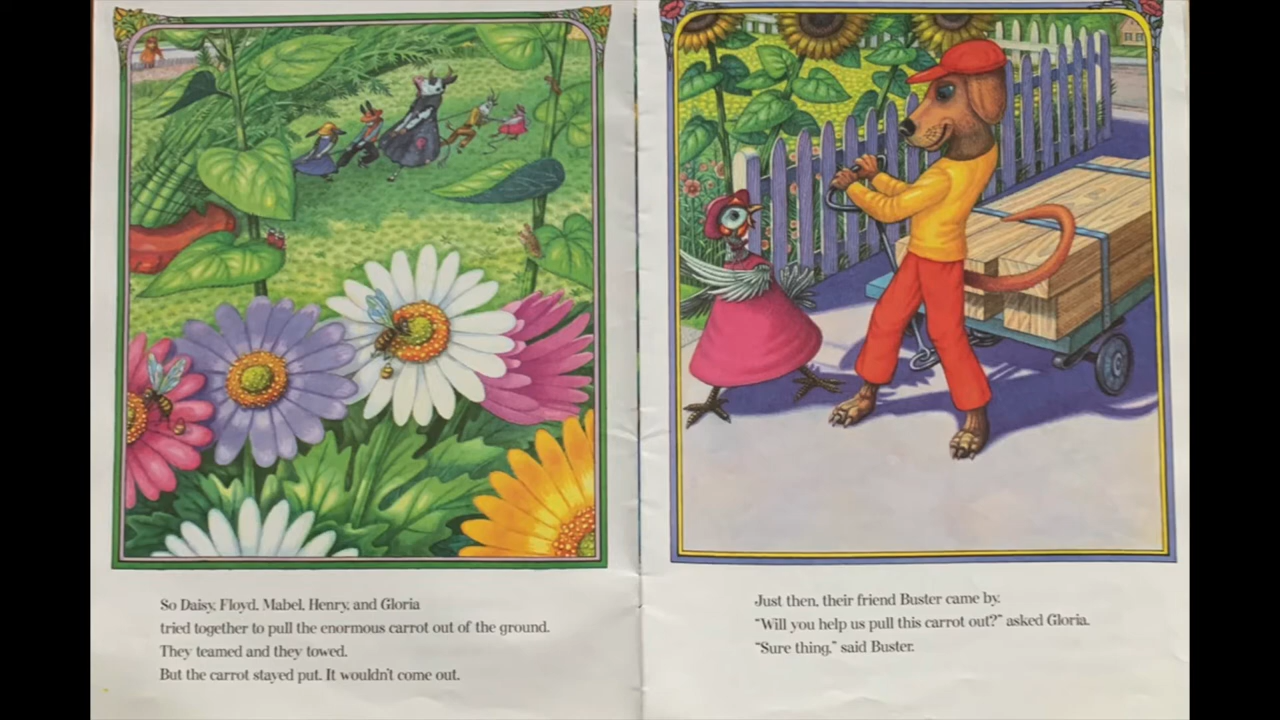 So Daisy, Floyd, Mabel, Henry, and Gloria
tried together to pull the enormous carrot out of the ground.
They teamed and they towed.
But the carrot stayed put. It wouldn't come out.
Just then, their friend Buster came by.
"Will you help us pull this carrot out?" asked Gloria.
"Sure thing," said Buster.